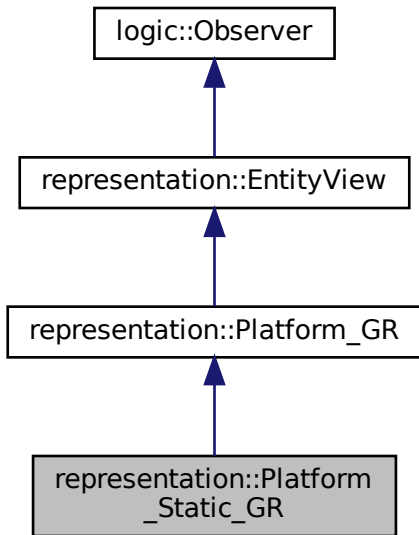 logic::Observer
representation::EntityView
representation::Platform_GR
representation::Platform
_Static_GR